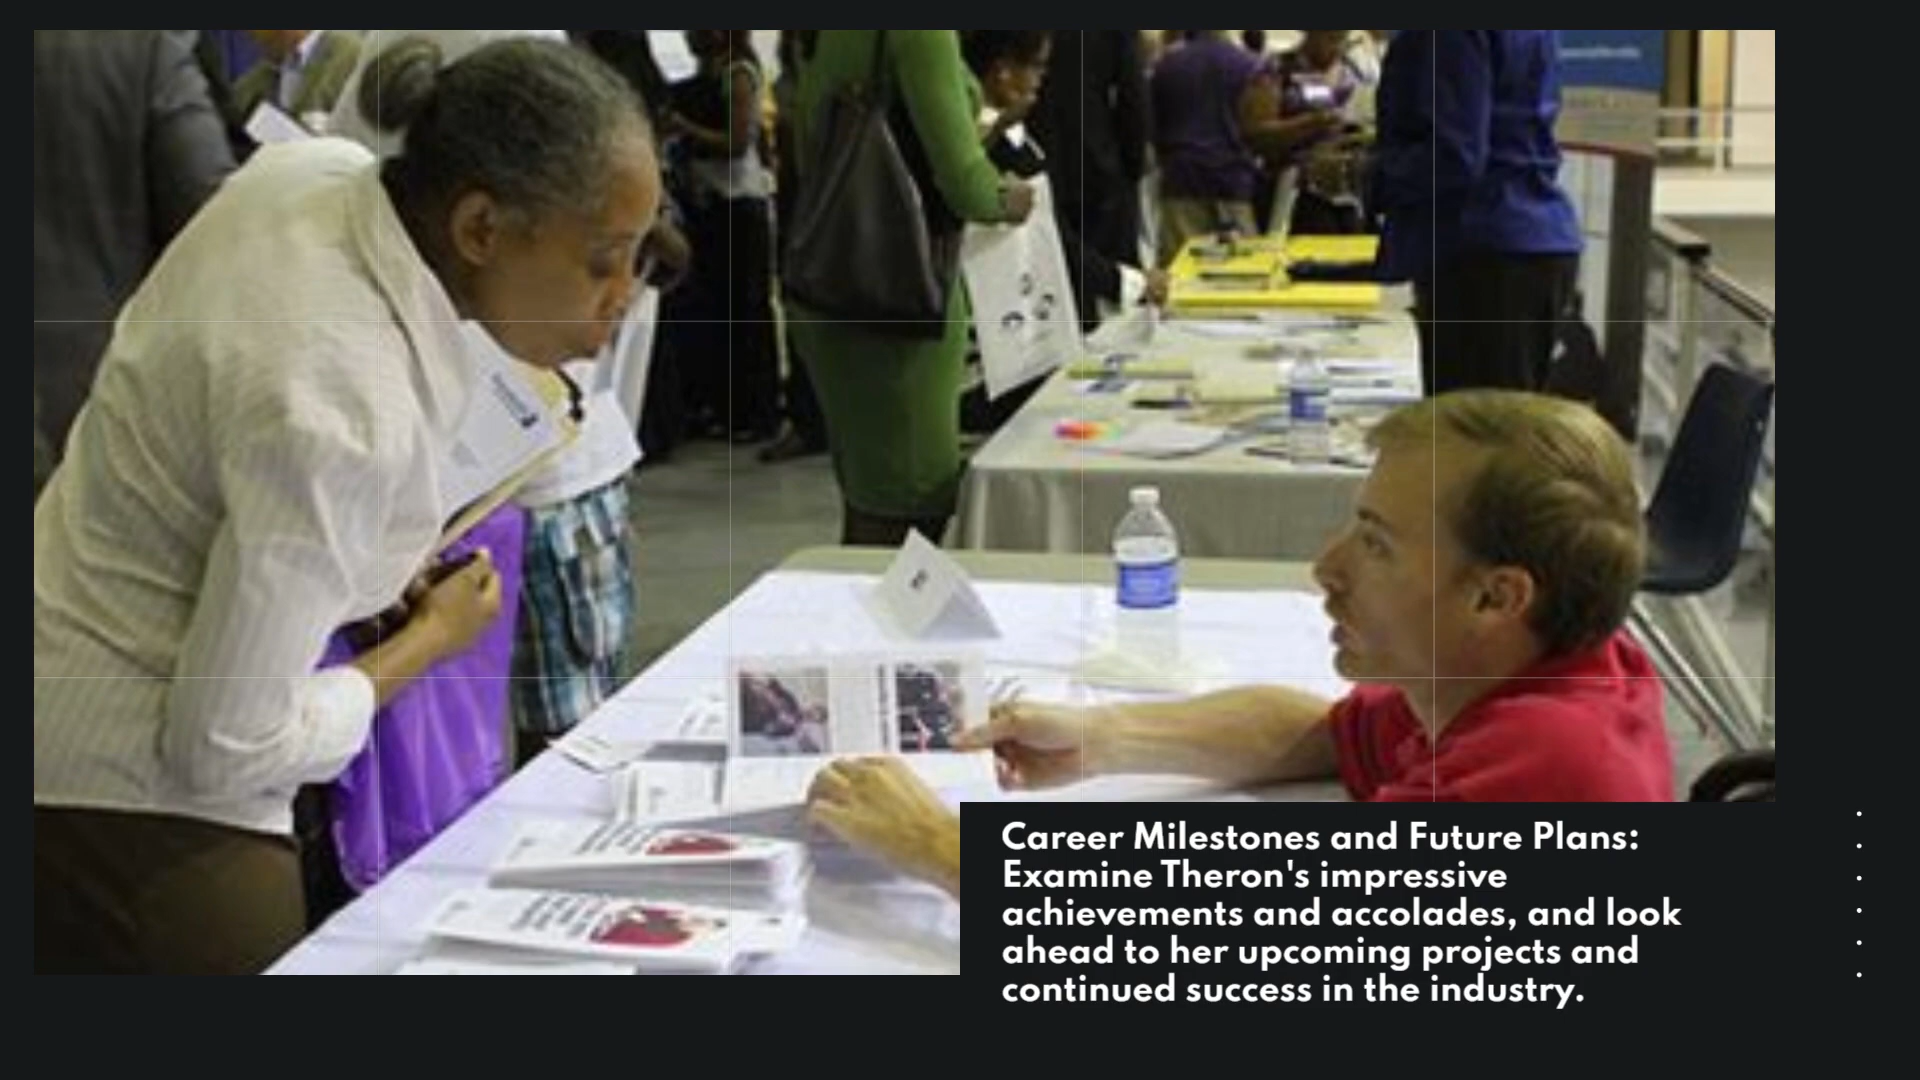 Career Milestones and Future Plans:
Examine Theron's impressive
achievements and accolades, and look
ahead to her upcoming projects and
continued success in the industry.